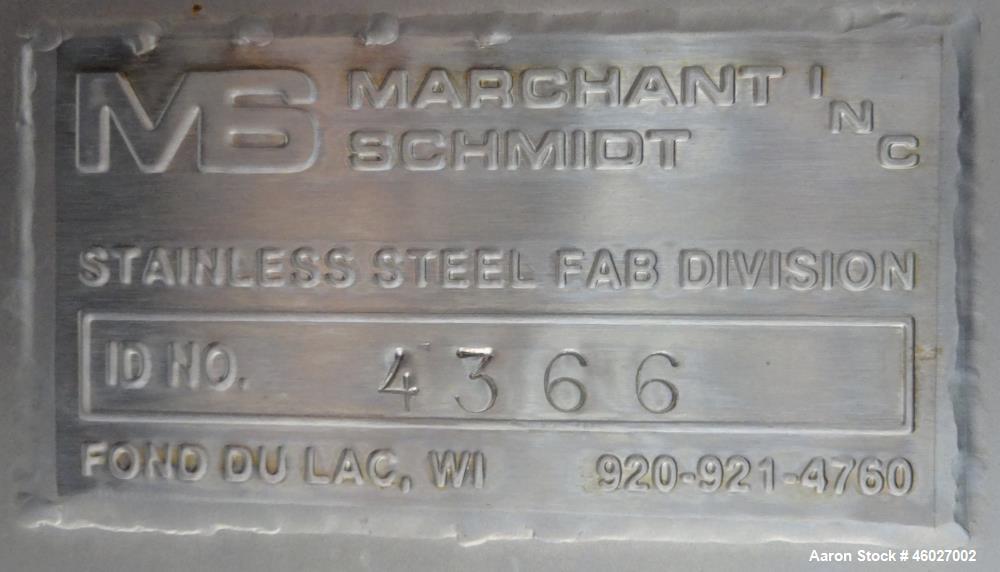 MS MARCHANT INC
SCHMIDT
STAINLESS STEEL FAB DIVISION
ID NO. 4366
FOND DU LAC, WI 920-921-4760
Aaron Stock # 46027002